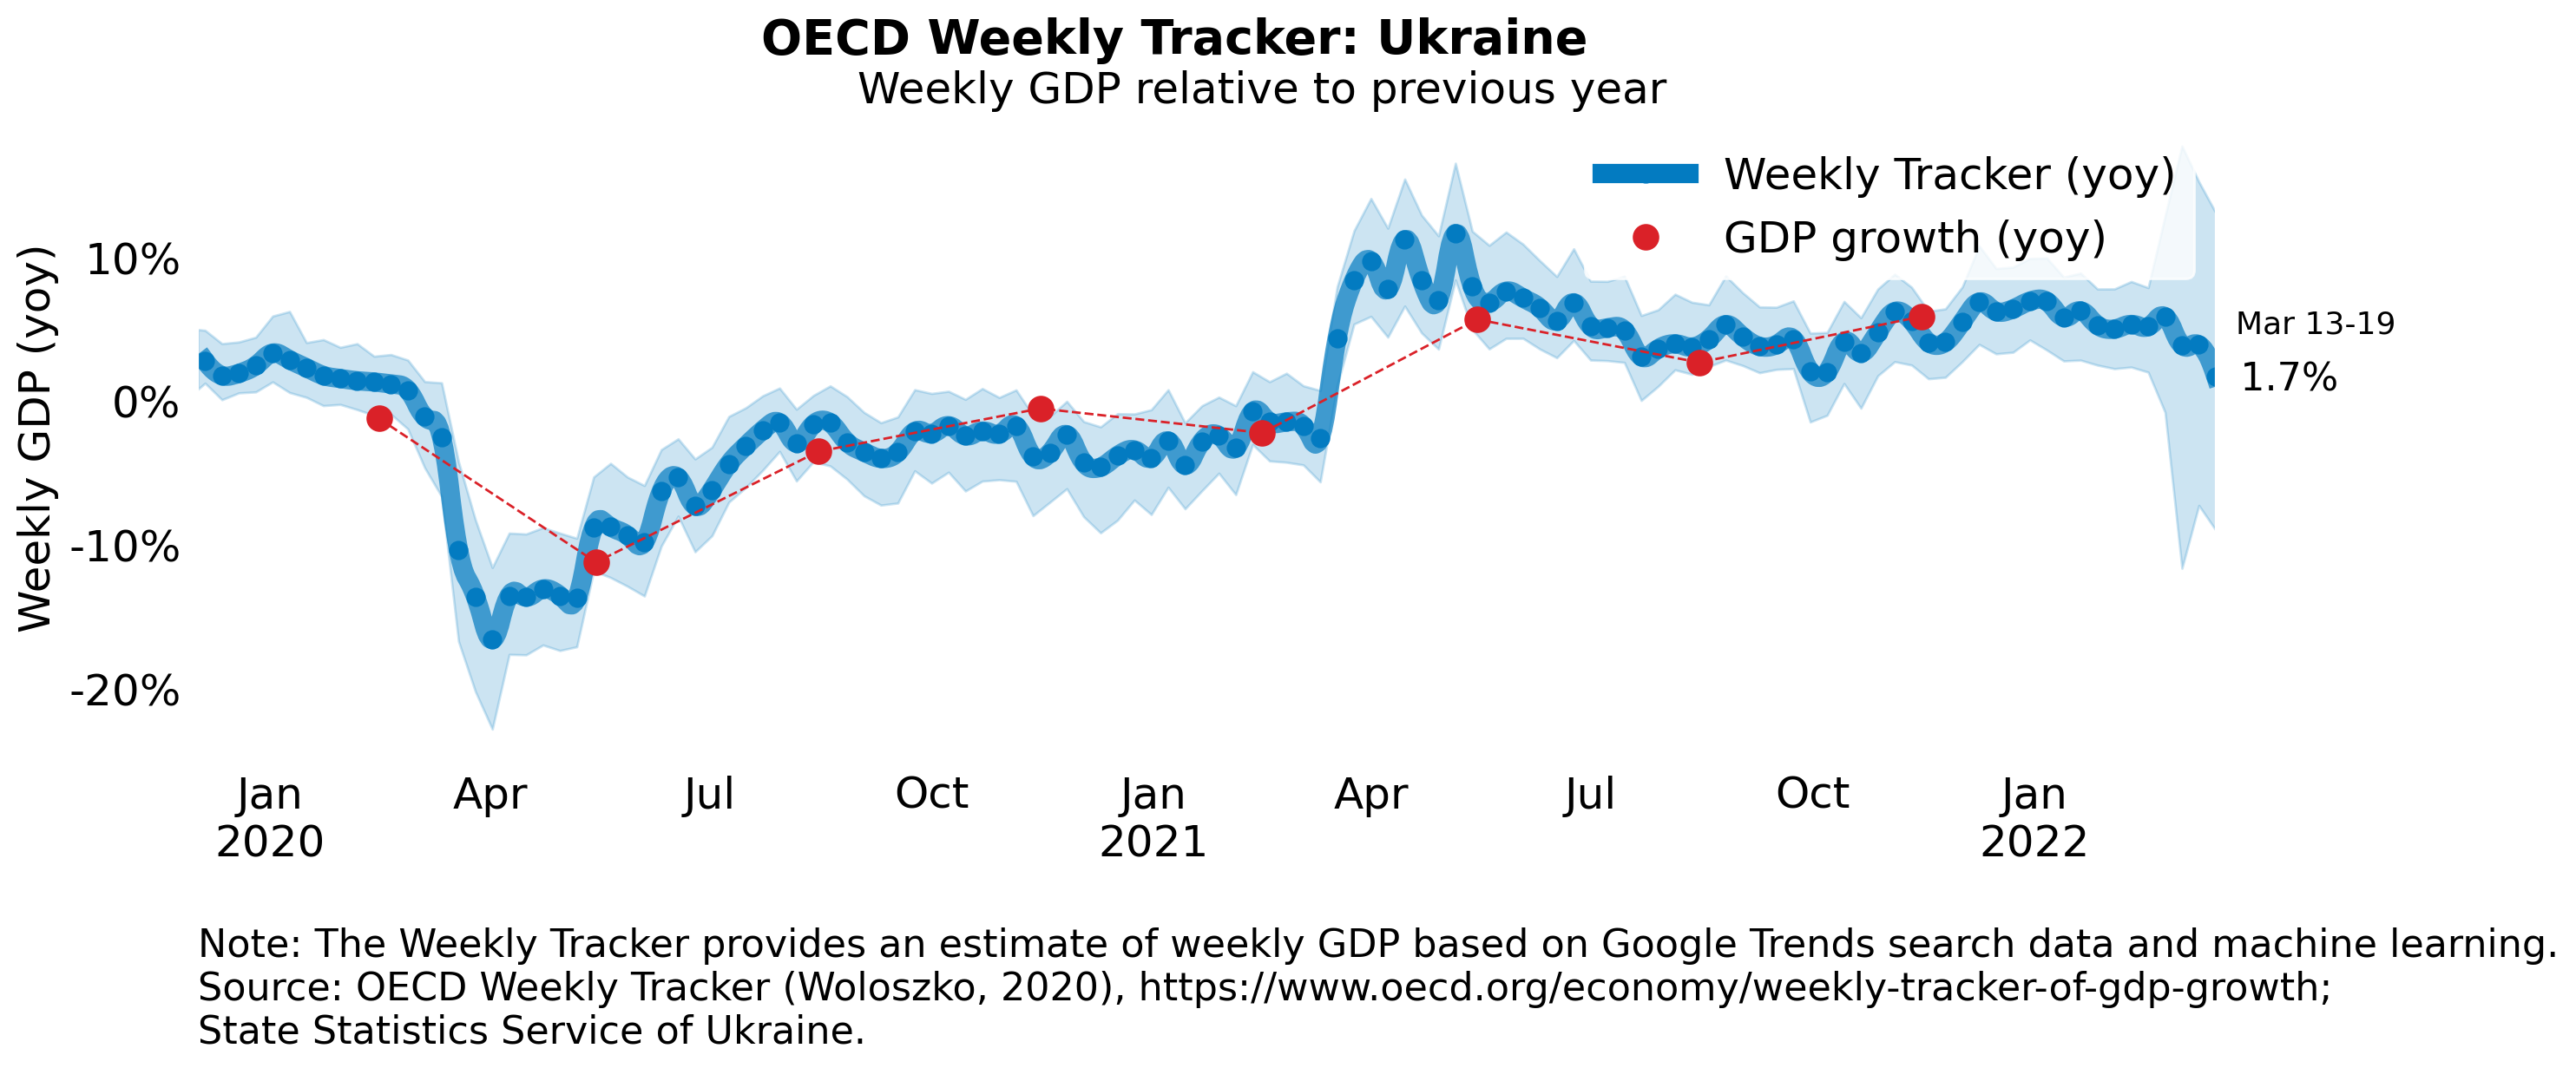 OECD Weekly Tracker: Ukraine
Weekly GDP relative to previous year
Weekly Tracker (yoy)
GDP growth (yoy)
Weekly GDP (yoy)
10%
0%
-10%
-20%
Mar 13-19
1.7%
Jan
2020
Apr
Jul
Oct
Jan
2021
Apr
Jul
Oct
Jan
2022
Note: The Weekly Tracker provides an estimate of weekly GDP based on Google Trends search data and machine learning.
Source: OECD Weekly Tracker (Woloszko, 2020), https://www.oecd.org/economy/weekly-tracker-of-gdp-growth;
State Statistics Service of Ukraine.